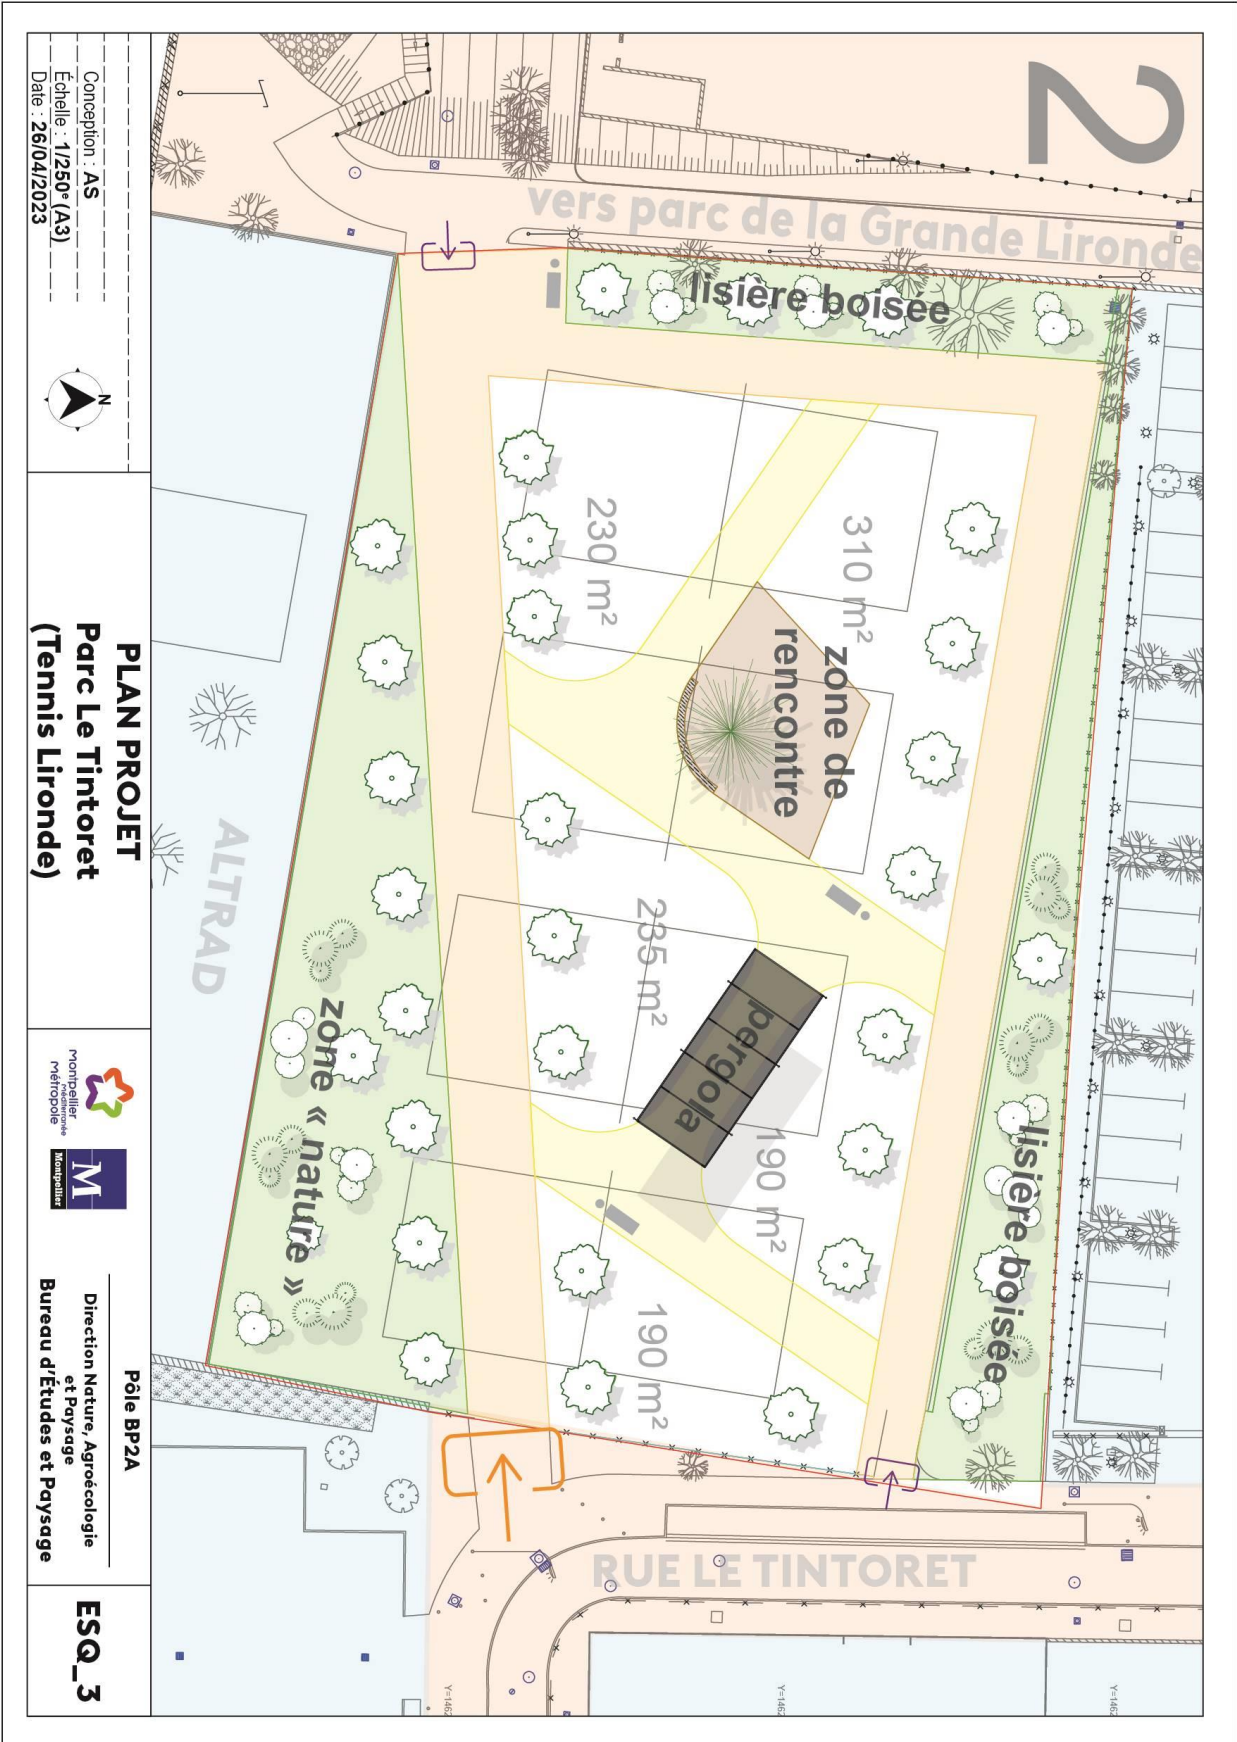 2
vers parc de la Grande Lironde
lisière boisée
310 m²
230 m²
zone de
rencontre
235 m²
pergola
190 m²
190 m²
lisière boisée
zone « nature »
ALTRAD
RUE LE TINTORET
Y=1462
Y=1462
Y=1462
Conception : AS
Échelle : 1/250e (A3)
Date : 26/04/2023
N
PLAN PROJET
Parc Le Tintoret
(Tennis Lironde)
Montpellier
Méditerranée
Métropole
M
Montpellier
Pôle BP2A
Direction Nature, Agroécologie
et Paysage
Bureau d'Études et Paysage
ESQ_3